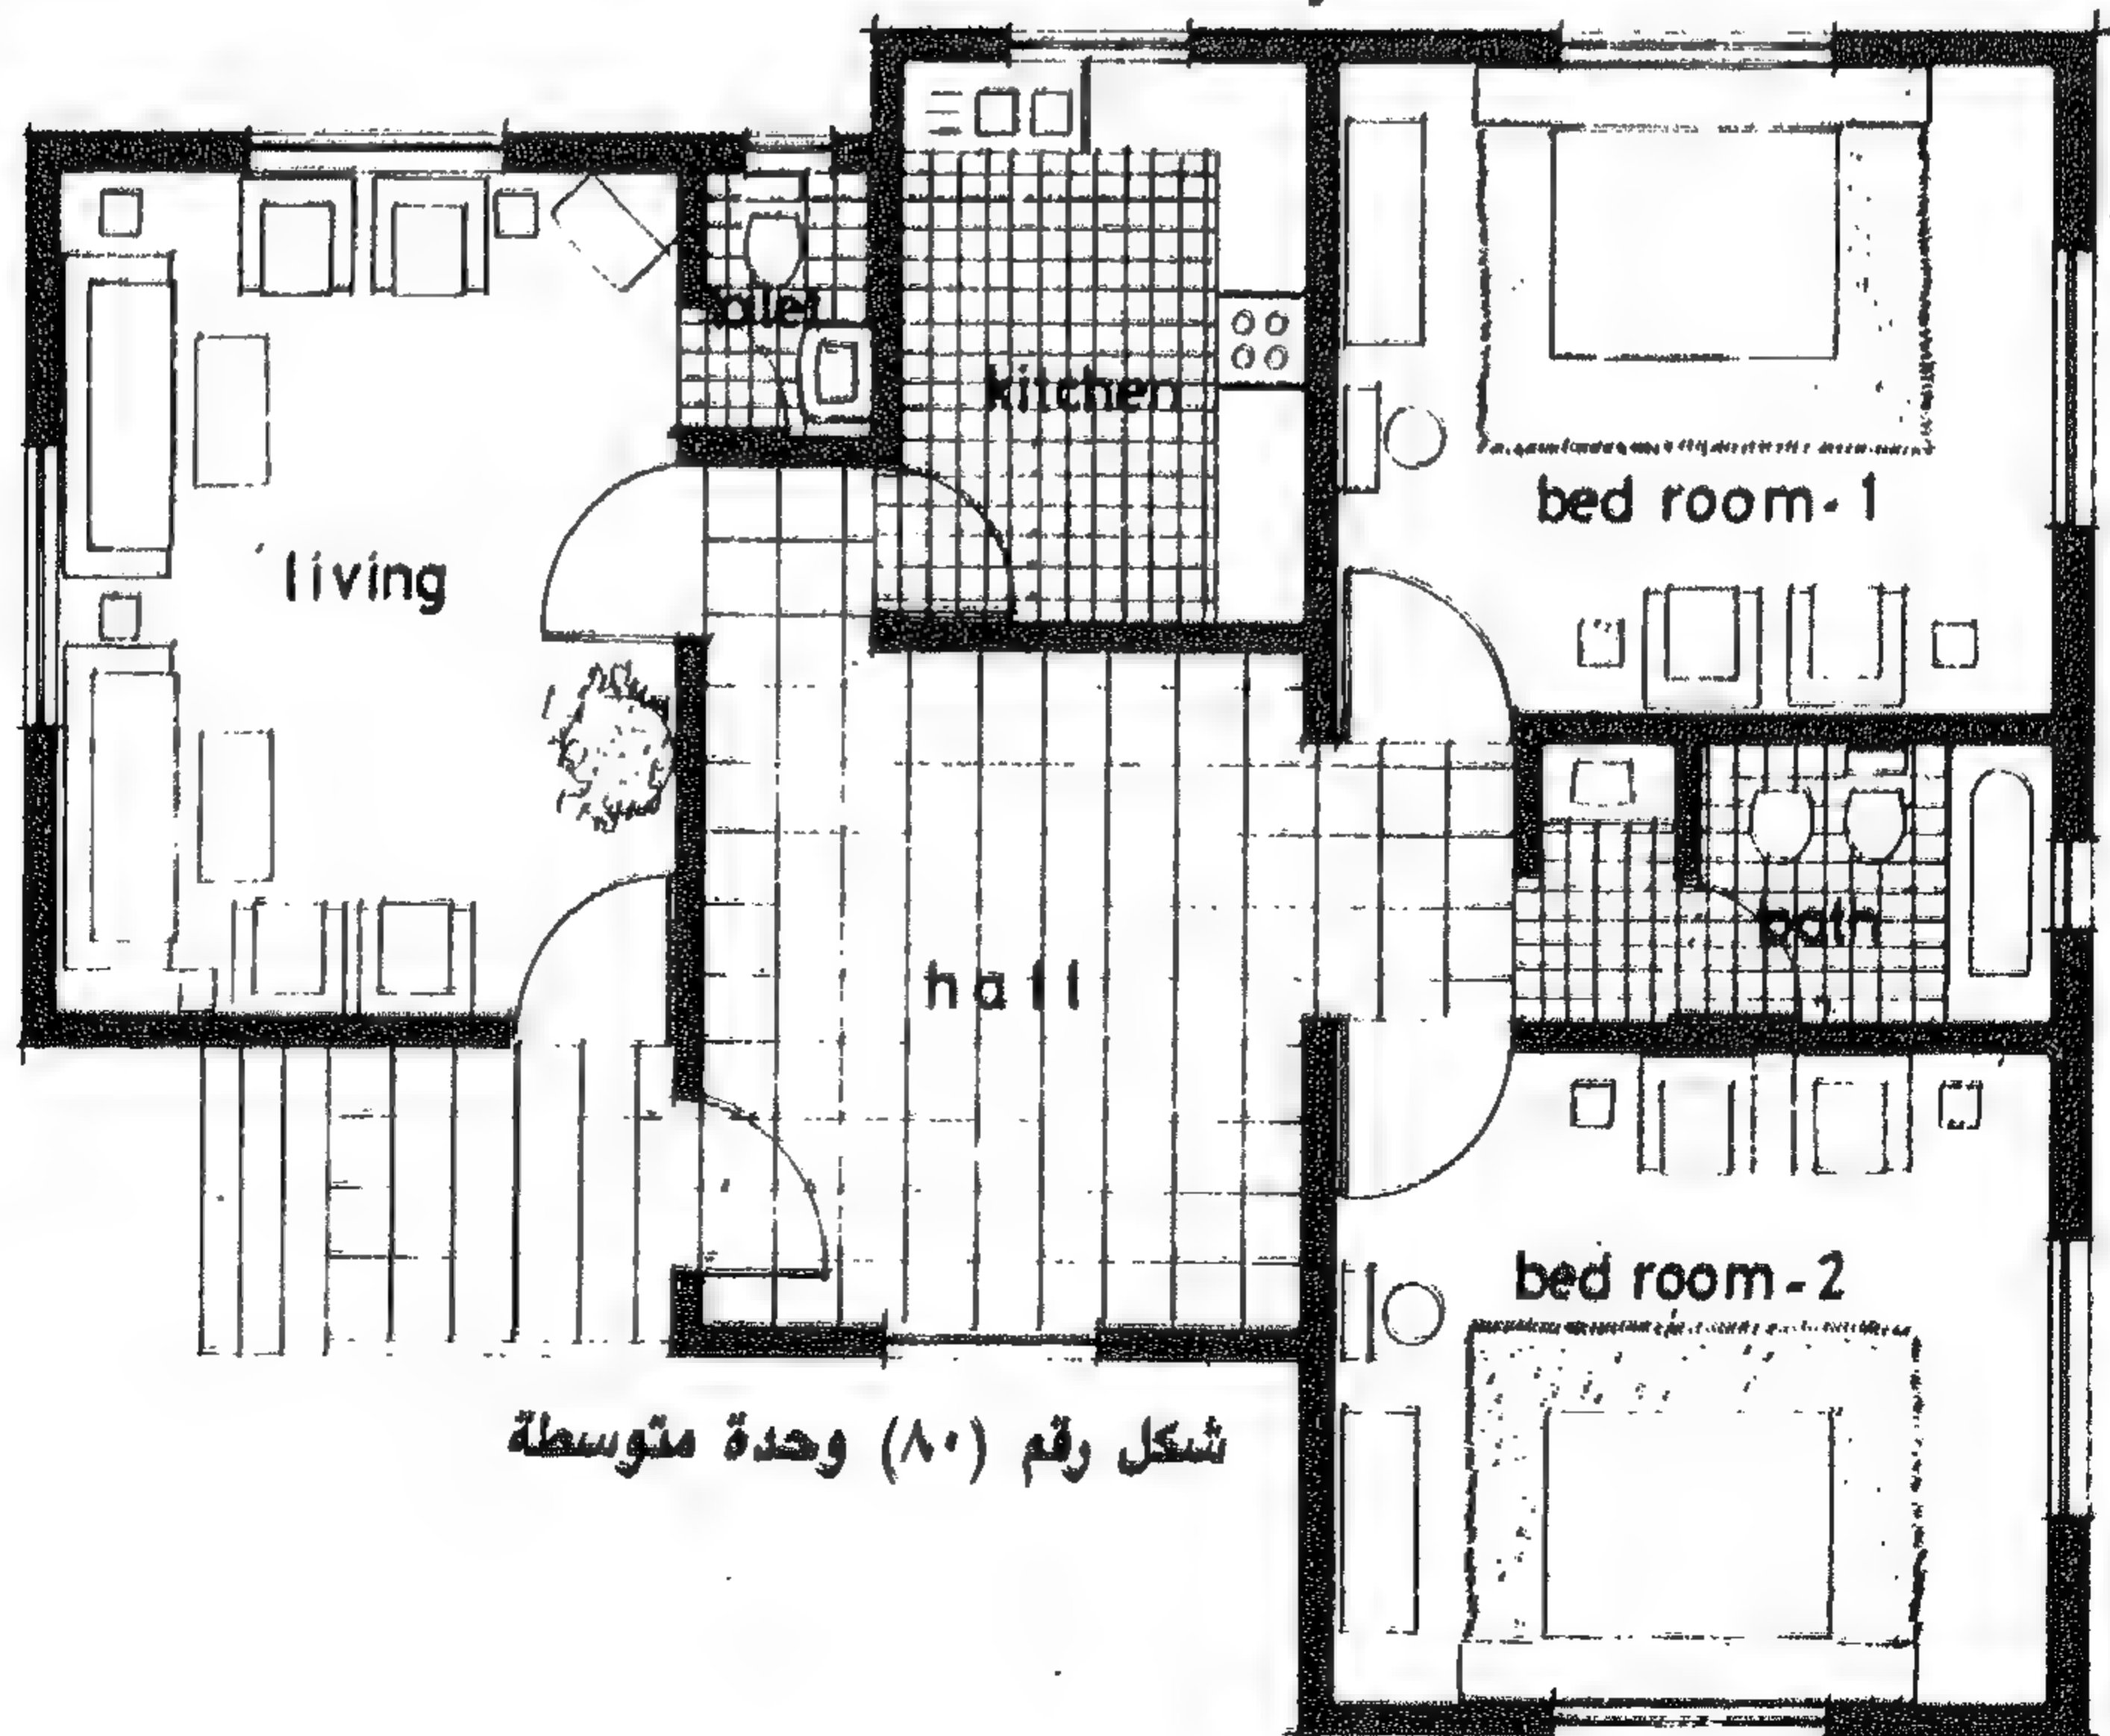 toilet
kitchen
bed room-1
living
bath
hall
bed room-2
شكل رقم (٨٠) وحدة متوسطة